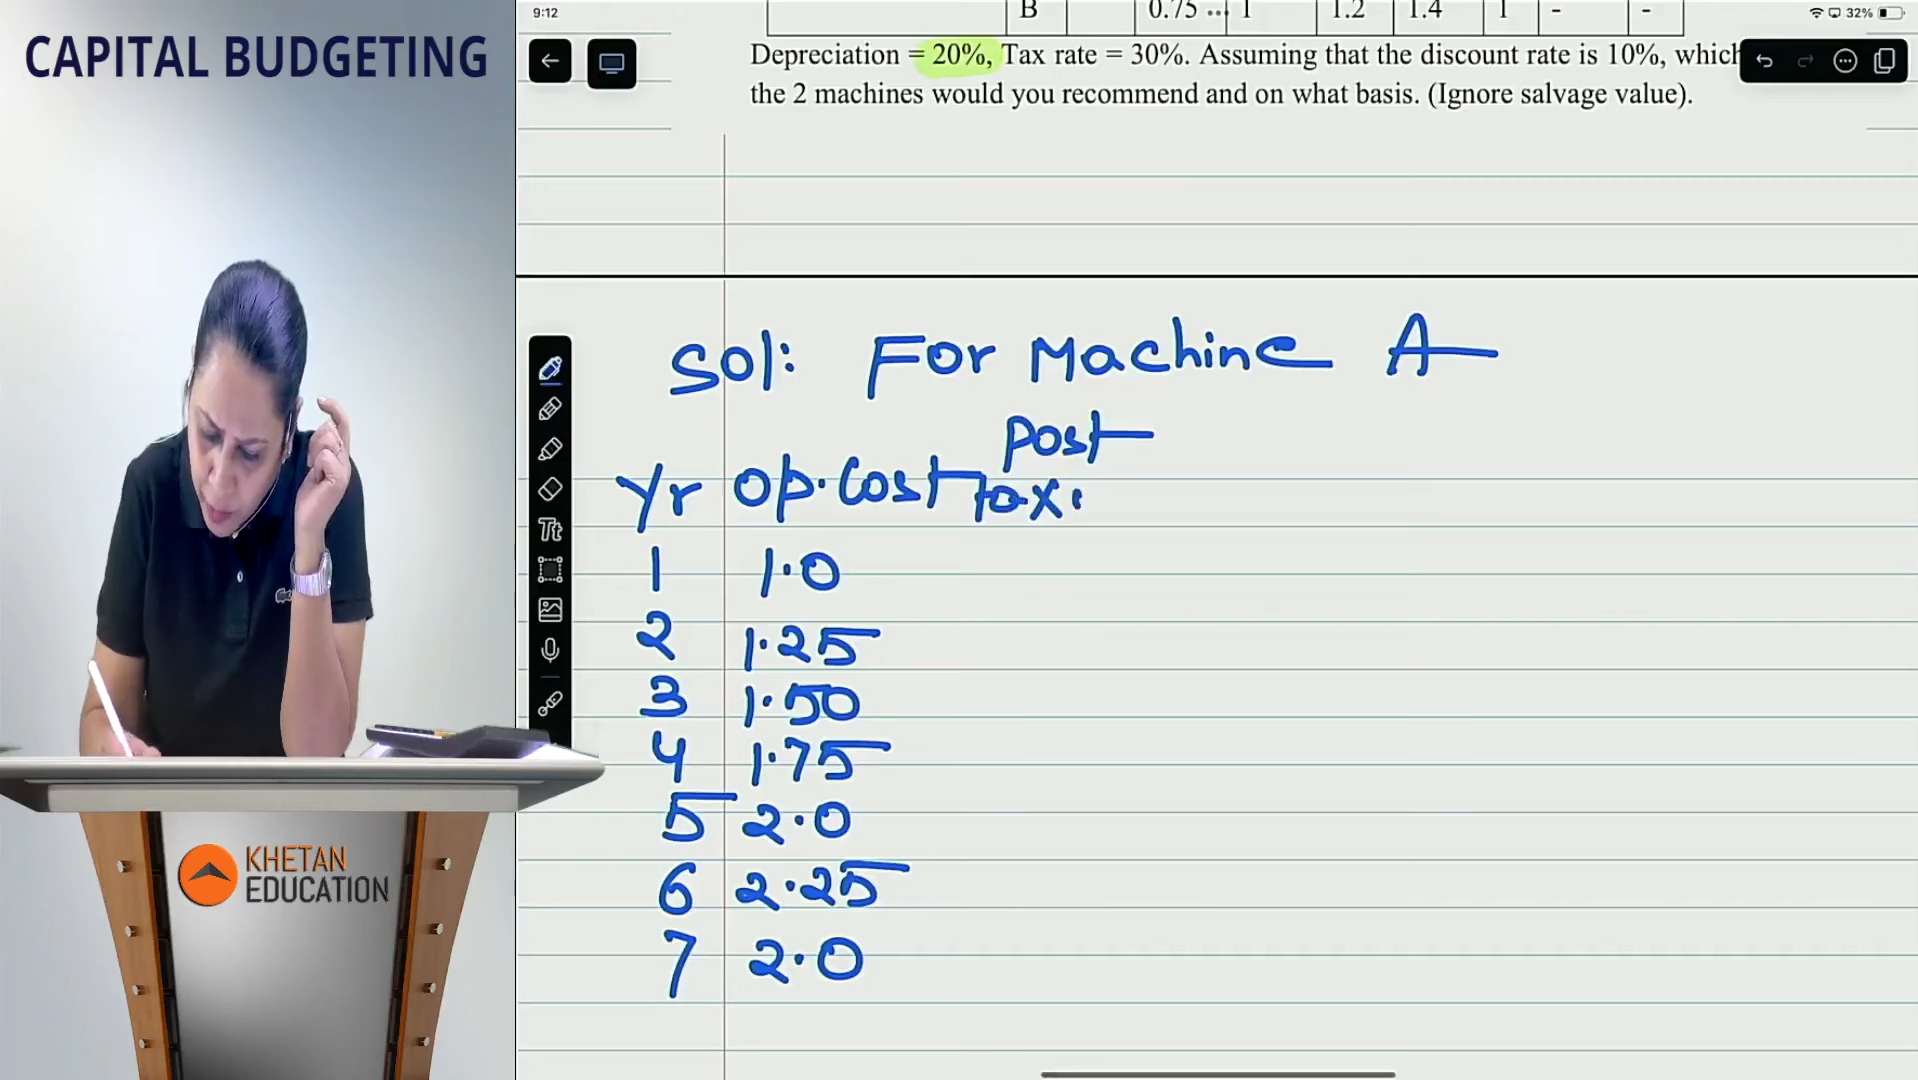 9:12
32%
CAPITAL BUDGETING
B 0.75 ... 1 1.2 1.4 1 - -
Depreciation = 20%, Tax rate = 30%. Assuming that the discount rate is 10%, which
the 2 machines would you recommend and on what basis. (Ignore salvage value).
Sol: For Machine A
Post
Yr Op. Cost tax.
1 1.0
2 1.25
3 1.50
4 1.75
5 2.0
6 2.25
7 2.0
Tt
KHETAN
EDUCATION